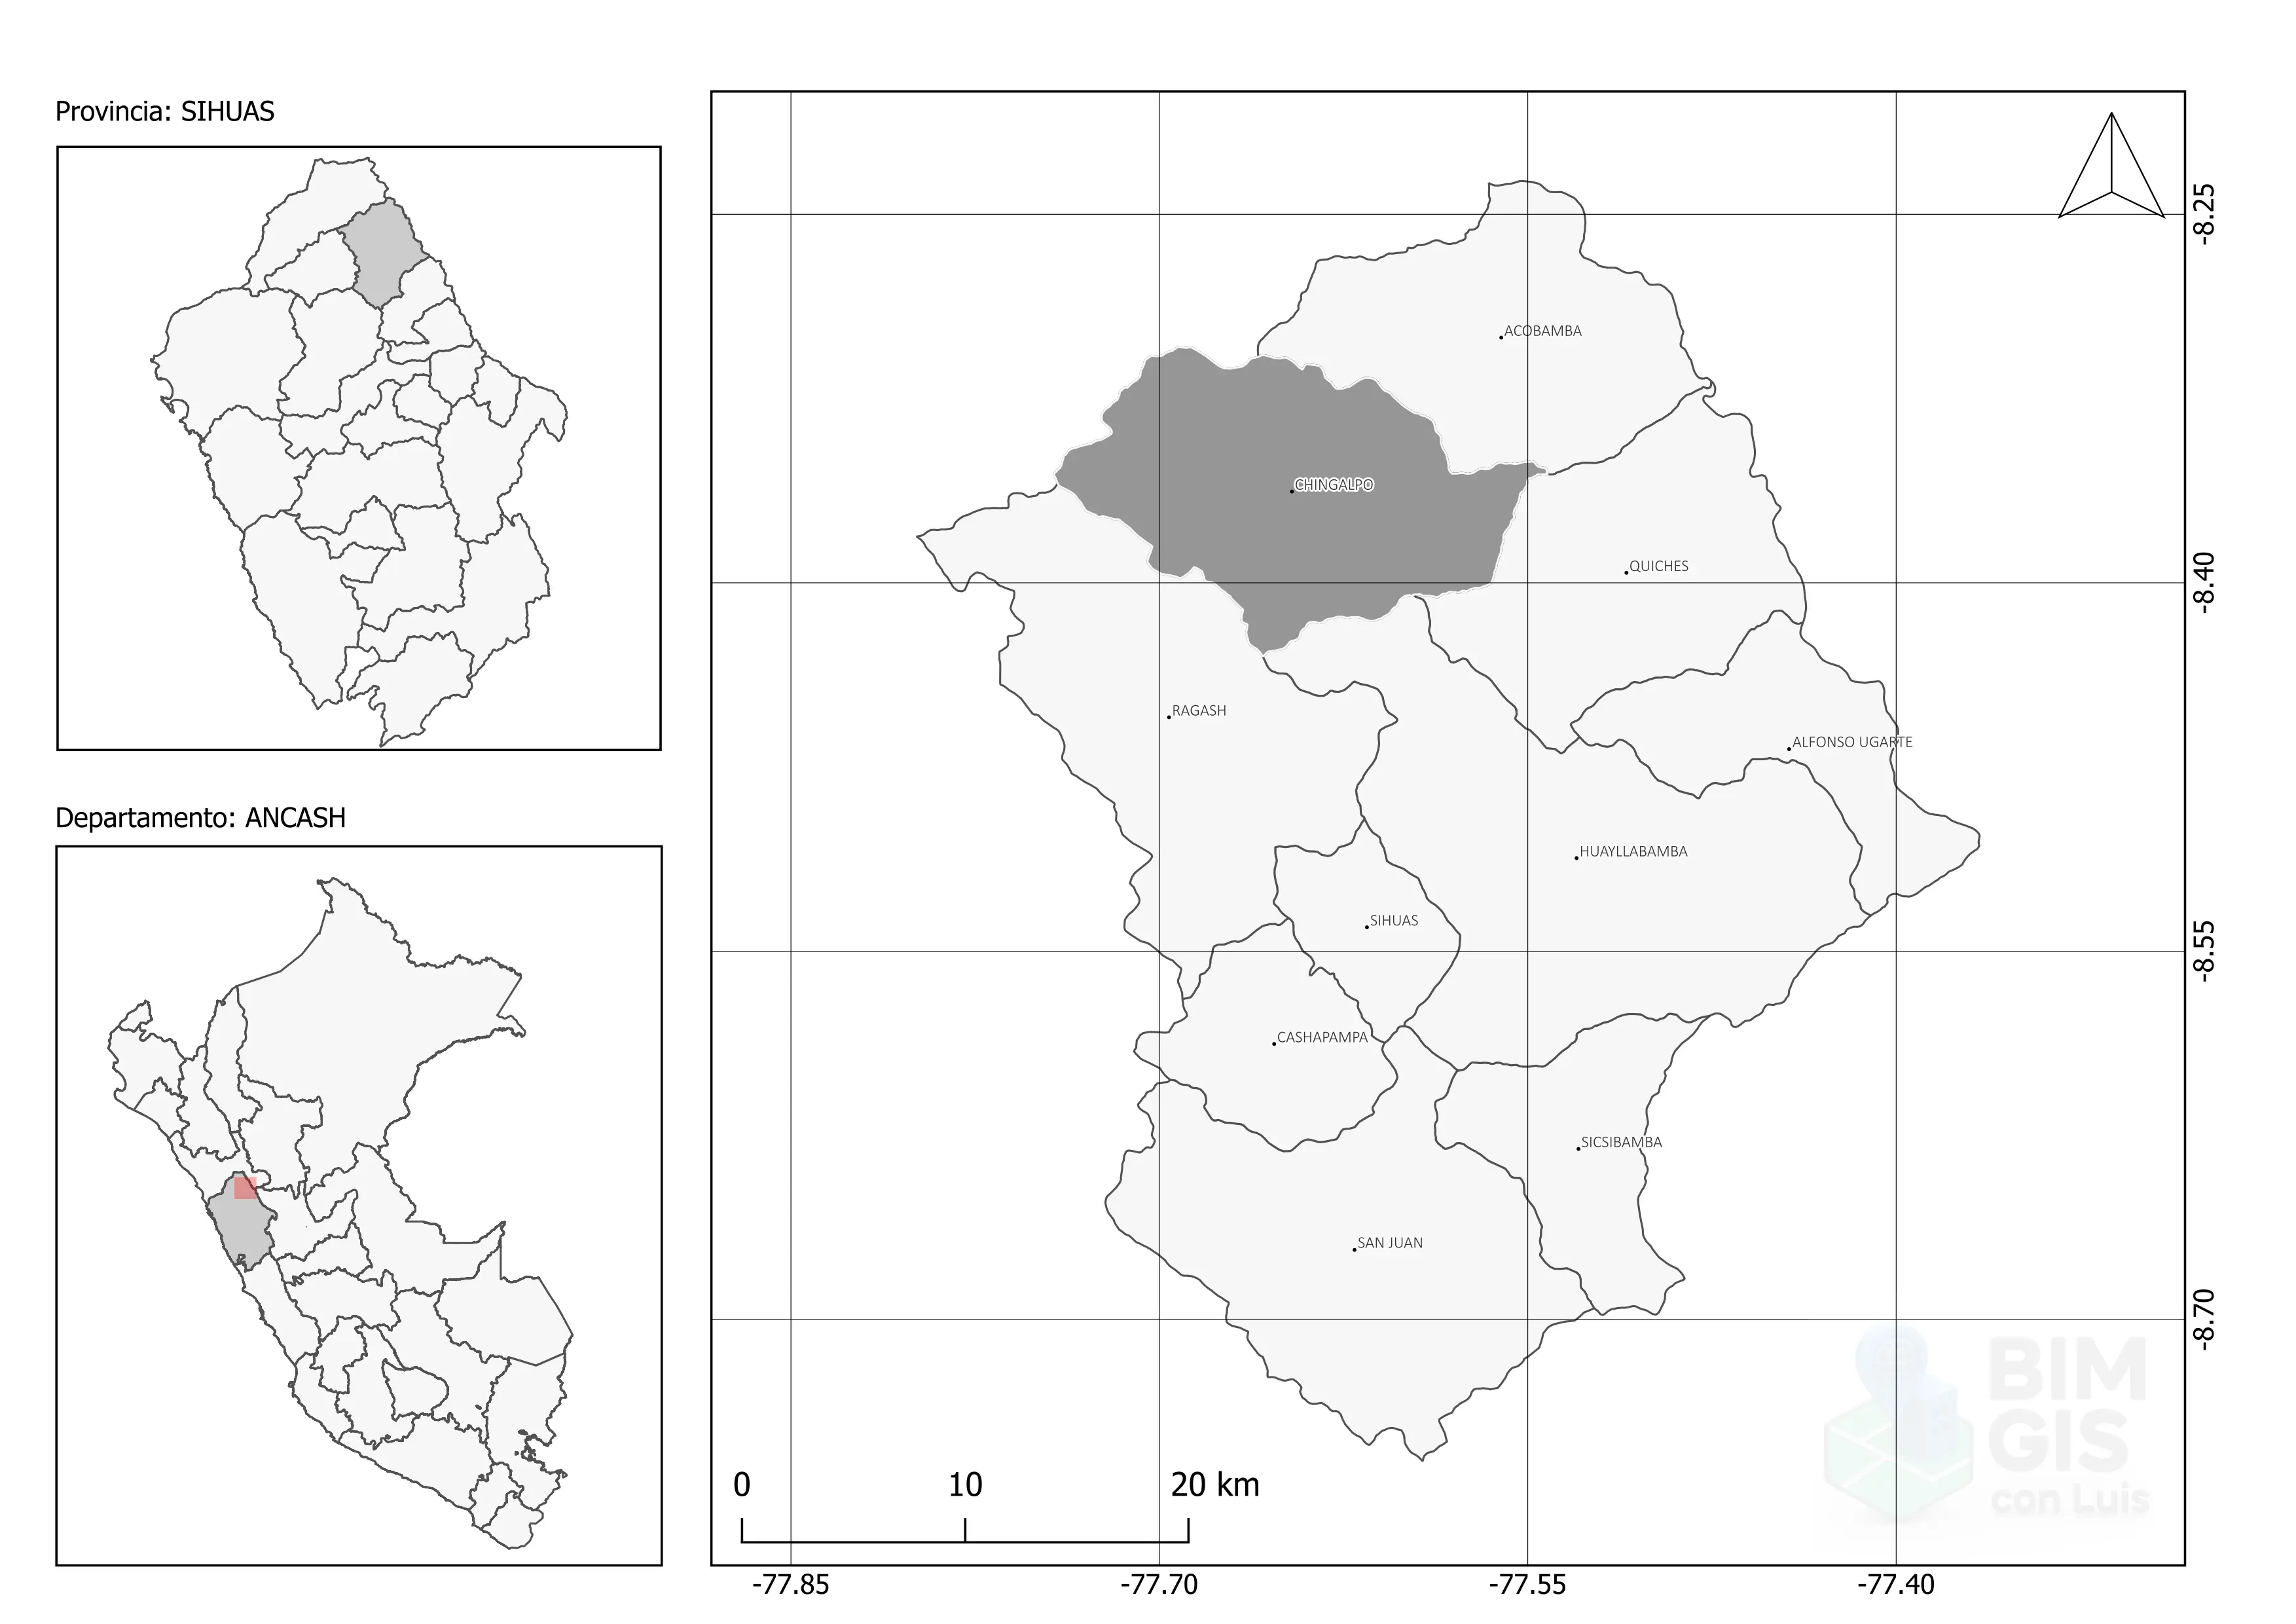 Provincia: SIHUAS
Departamento: ANCASH
ACOBAMBA
CHINGALPO
QUICHES
RAGASH
ALFONSO UGARTE
HUAYLLABAMBA
SIHUAS
CASHAPAMPA
SICSIBAMBA
SAN JUAN
-8.25
-8.40
-8.55
-8.70
0 10 20 km
-77.85 -77.70 -77.55 -77.40
BIM
GIS
con Luis